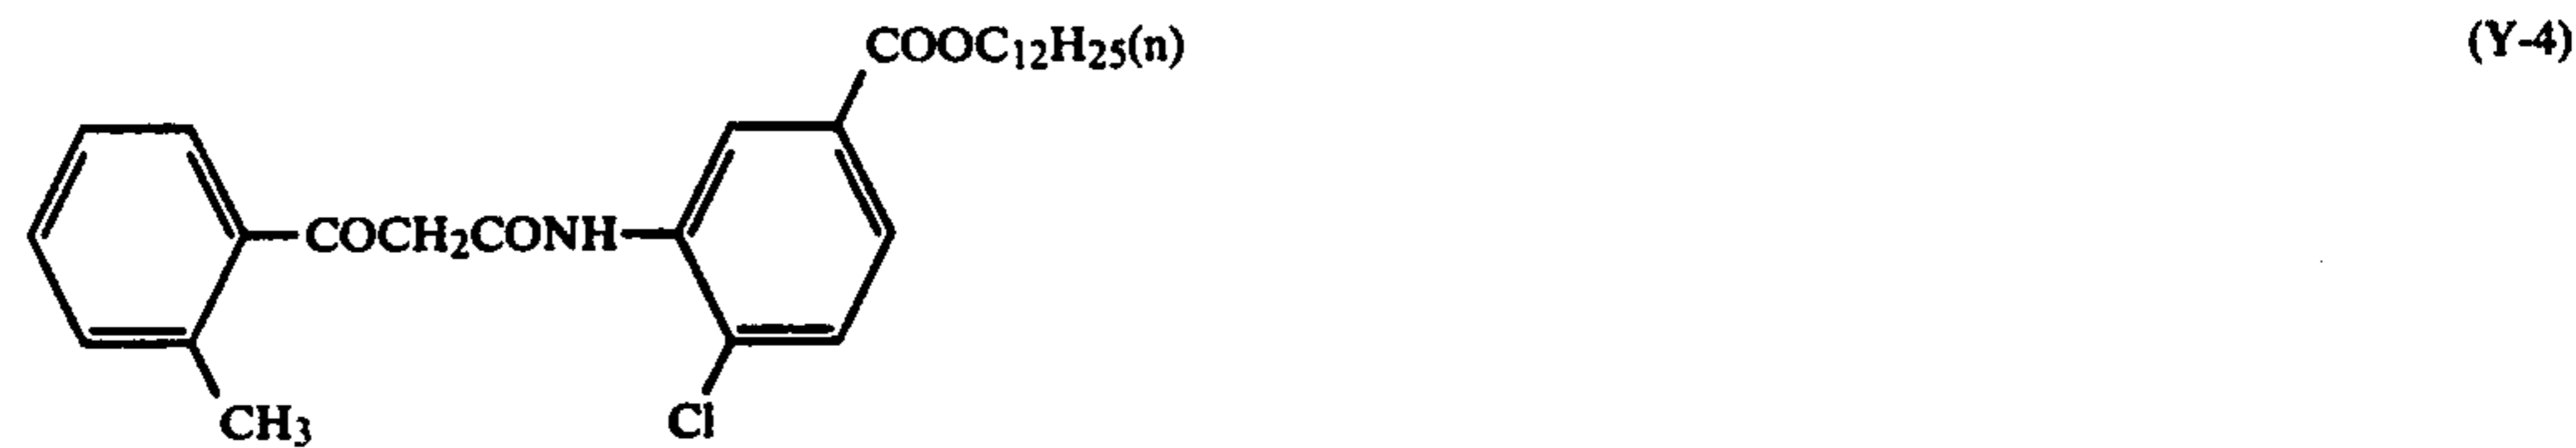 COOC₁₂H₂₅(n) (Y-4)
COCH₂CONH
CH₃ Cl